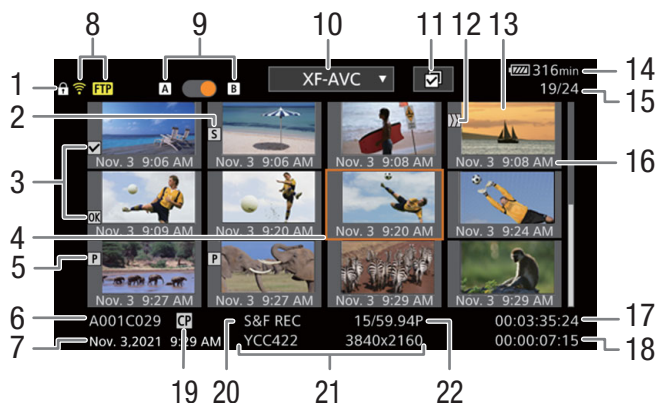 8 9 10 11 12 13
1 FTP A B XF-AVC ▼ 316min 14
19/24 15
2 S
Nov. 3 9:06 AM Nov. 3 9:06 AM Nov. 3 9:08 AM Nov. 3 9:08 AM 16
3 OK
Nov. 3 9:09 AM Nov. 3 9:20 AM Nov. 3 9:20 AM Nov. 3 9:24 AM
4
5 P P
Nov. 3 9:27 AM Nov. 3 9:27 AM Nov. 3 9:29 AM Nov. 3 9:29 AM
6 A001C029 CP S&F REC 15/59.94P 00:03:35:24 17
7 Nov. 3,2021 9:29 AM YCC422 3840x2160 00:00:07:15 18
19 20 21 22